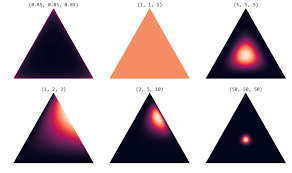 (0.85, 0.85, 0.85)
(1, 1, 1)
(5, 5, 5)
(1, 2, 3)
(2, 5, 10)
(50, 50, 50)